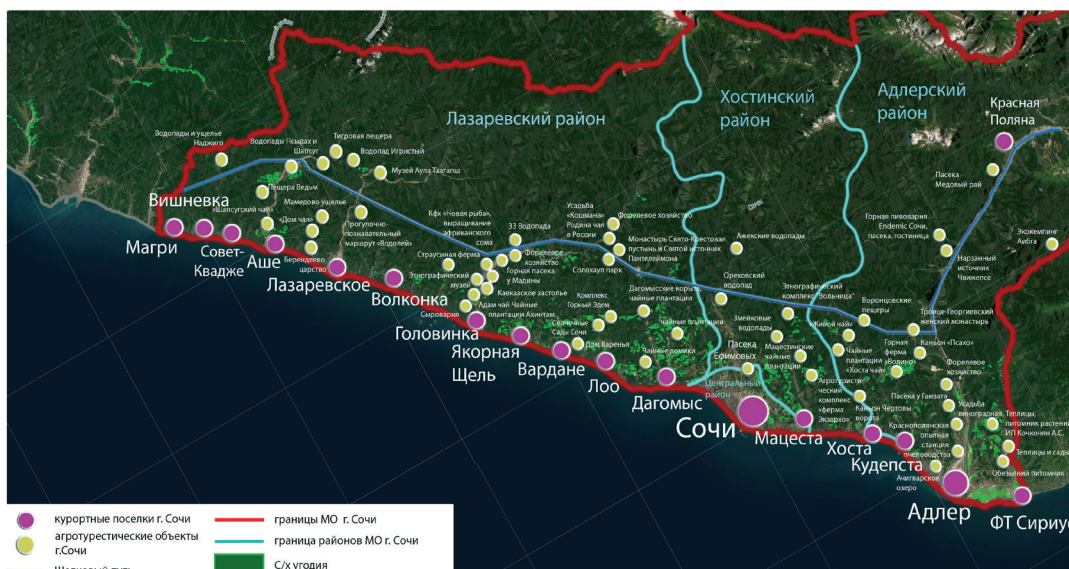 Лазаревский район
Хостинский
район
Адлерский
район
Красная
Поляна
Водопады и ущелье
Наджиго
Водопады Псыдах и
Шапсуг
Тигровая пещера
Водопад Игристый
Музей Аула Тхагапш
Пещера Ведьм
Мамедово ущелье
«Шапсугский чай»
«Дом чая»
Берендеево
царство
Прогулочно-
познавательный
маршрут «Водолей»
Вишневка
Магри
Совет-
Квадже
Аше
Лазаревское
Волконка
Головинка
Якорная
Щель
Вардане
Лоо
Дагомыс
Сочи
Мацеста
Хоста
Кудепста
Адлер
ФТ Сириус
Кфх «Новая рыба»,
выращивание
африканского
сома
Страусиная ферма
Этнографический
музей
Сыроварня
33 Водопада
Форелевое
хозяйство
Горная пасека
у Мадины
Кавказское застолье
Адам чай Чайные
плантации Ахинтам
Усадьба
«Кошмана»
Родина чая
в России
Форелевое хозяйство
Монастырь Свято-Крестовая
пустынь и Святой источник
Пантелеймона
Солохаул парк
Комплекс
Горный Эдем
Солнечные
Сады Сочи
Дом Варенья
Дагомысские корыта,
чайные плантации
Чайные плантации
Чайные домики
Ажекские водопады
Ореховский
водопад
Змейковые
водопады
Пасека
Ефимовых
Центральный
район
Этнографический
комплекс "Вольница"
Мацестинские
чайные
плантации
Агротуристи-
ческий
комплекс
«ферма
Экзархо»
«Живой чай»
Чайные
плантации
«Хоста чай»
Каньон Чертовы
ворота
Воронцовские
пещеры
Горная
ферма
«Водино»
Пасека у Гамзата
Краснополянская
опытная
станция
пчеловодства
Ачигварское
озеро
Троице-Георгиевский
женский монастырь
Каньон «Псахо»
Форелевое
хозяйство
Усадьба
виноградная
Теплицы,
питомник растений
ИП Кочконян А.С.
Теплицы и сады
Обезьяний питомник
Пасека
Медовый рай
Горная пивоварня
Endemic Сочи,
пасека, гостиница
Нарзанный
источник
Чвижепсе
Экокемпинг
Аибга
курортные поселки г. Сочи
агротурестические объекты
г.Сочи
границы МО г. Сочи
граница районов МО г. Сочи
С/х угодия